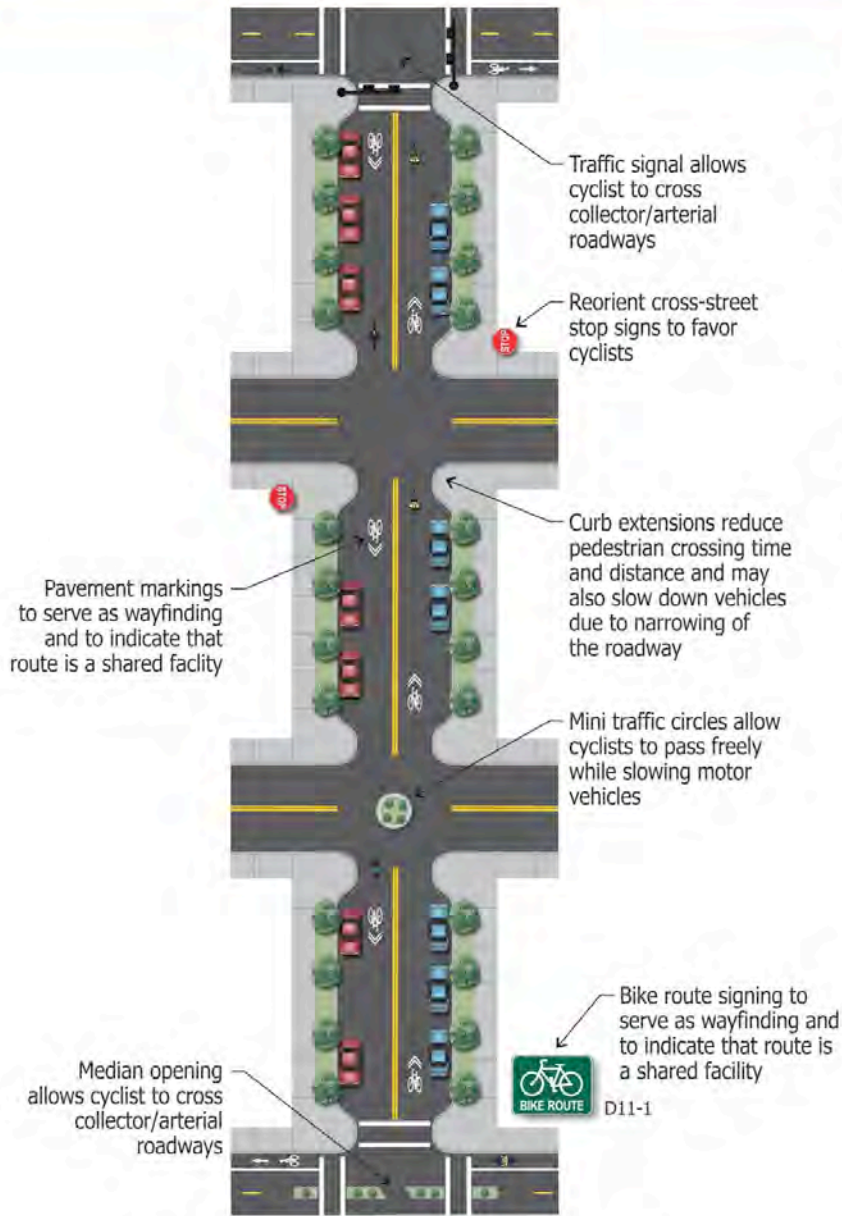 Traffic signal allows
cyclist to cross
collector/arterial
roadways
Reorient cross-street
stop signs to favor
cyclists
STOP
STOP
Curb extensions reduce
pedestrian crossing time
and distance and may
also slow down vehicles
due to narrowing of
the roadway
Pavement markings
to serve as wayfinding
and to indicate that
route is a shared faclity
Mini traffic circles allow
cyclists to pass freely
while slowing motor
vehicles
Bike route signing to
serve as wayfinding and
to indicate that route is
a shared facility
BIKE ROUTE
D11-1
Median opening
allows cyclist to cross
collector/arterial
roadways